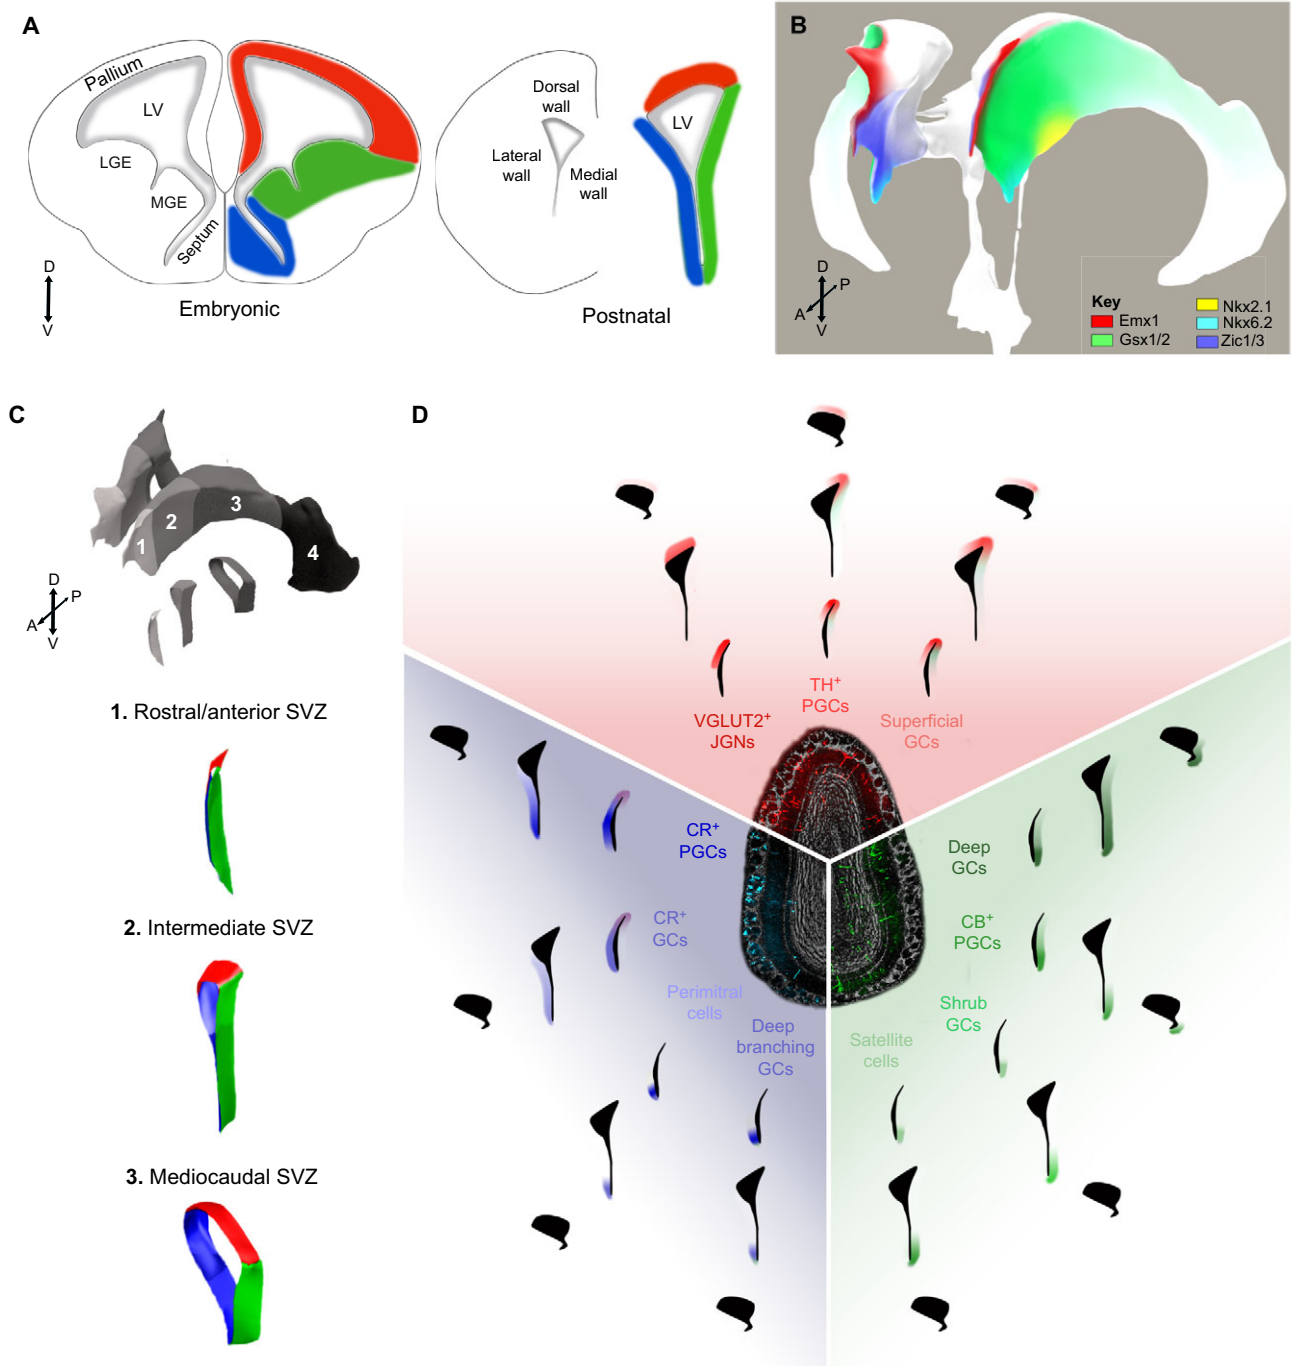 A
Pallium
LV
LGE
MGE
Septum
D
V
Embryonic
Dorsal
wall
Lateral
wall
Medial
wall
LV
Postnatal
B
D
P
A
V
Key
Emx1
Gsx1/2
Nkx2.1
Nkx6.2
Zic1/3
C
1
2
3
4
D
P
A
V
1. Rostral/anterior SVZ
2. Intermediate SVZ
3. Mediocaudal SVZ
D
VGLUT2+
JGNs
TH+
PGCs
Superficial
GCs
CR+
PGCs
CR+
GCs
Perimitral
cells
Deep
branching
GCs
Deep
GCs
CB+
PGCs
Shrub
GCs
Satellite
cells